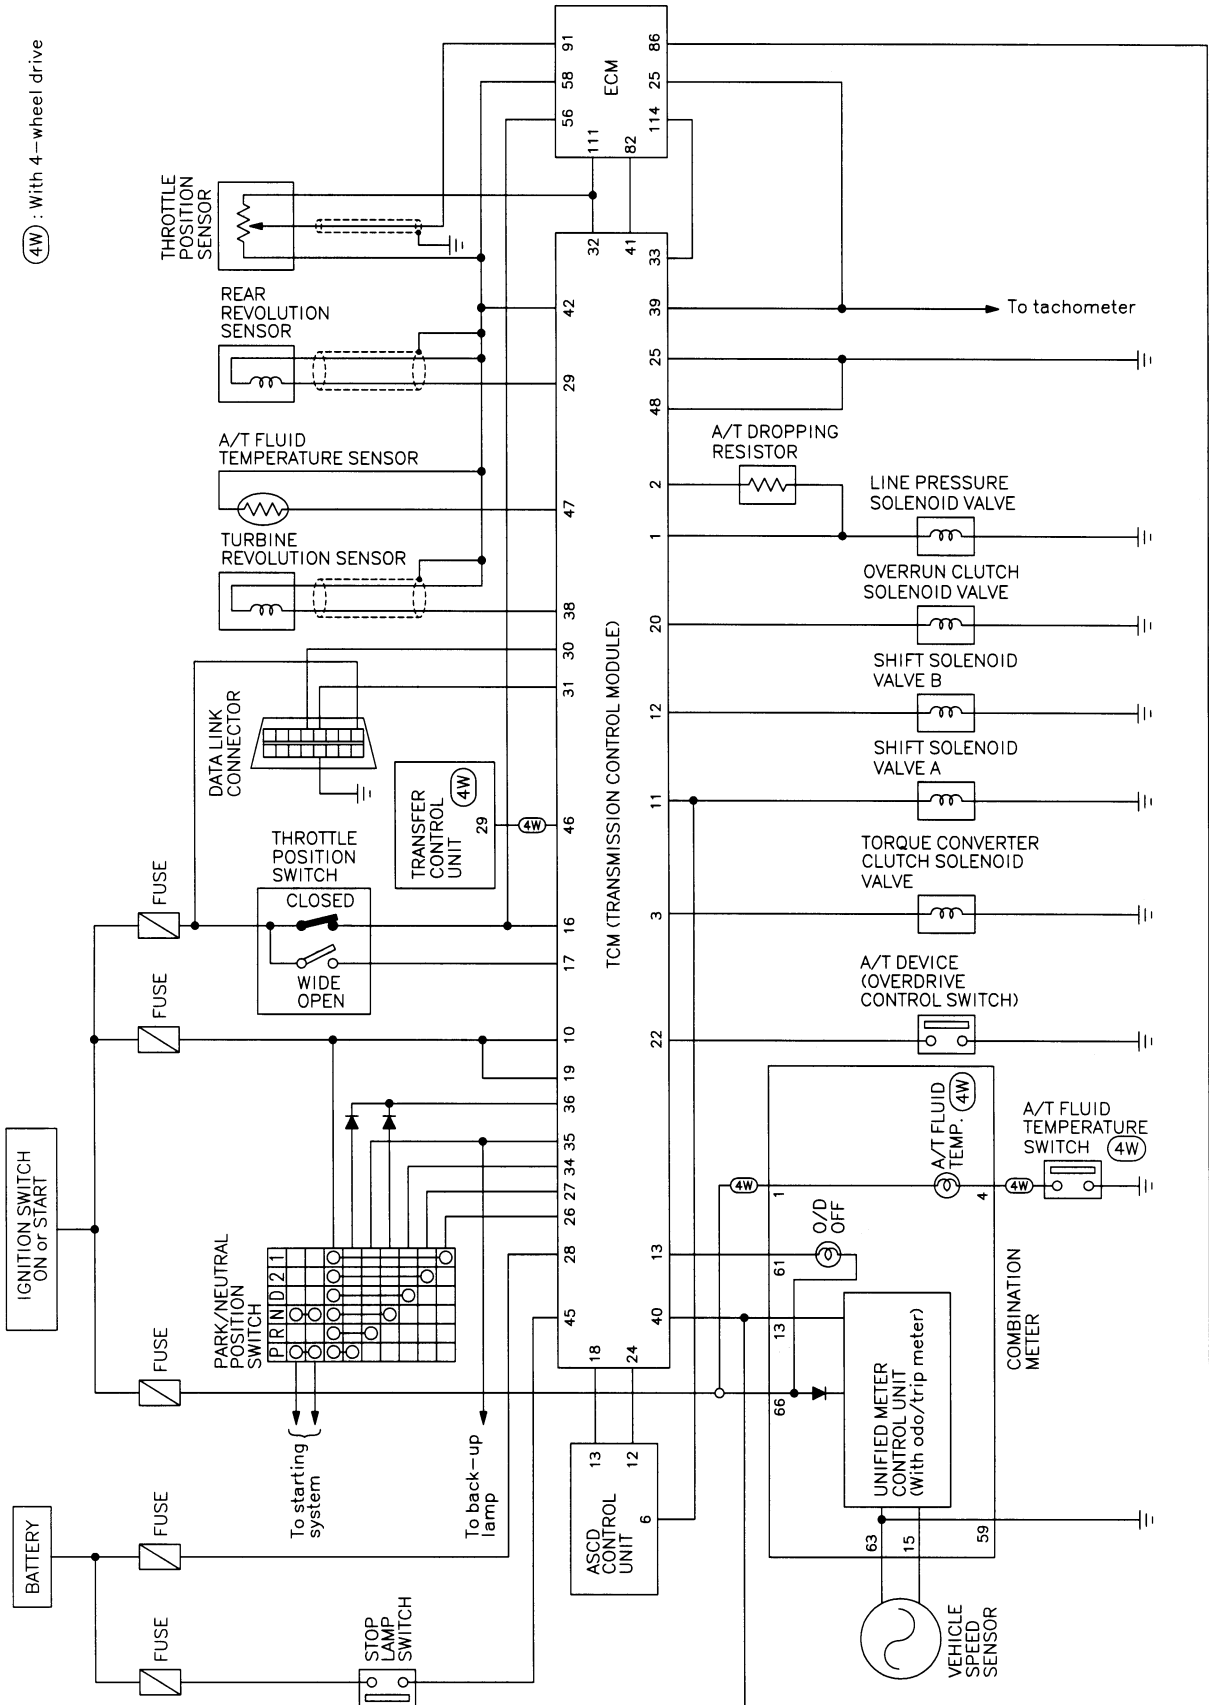 4W : With 4-wheel drive
91
58
56
ECM
86
25
114
111
82
THROTTLE
POSITION
SENSOR
32
41
33
REAR
REVOLUTION
SENSOR
42
39
To tachometer
29
25
48
A/T FLUID
TEMPERATURE SENSOR
47
A/T DROPPING
RESISTOR
2
1
LINE PRESSURE
SOLENOID VALVE
TURBINE
REVOLUTION SENSOR
38
OVERRUN CLUTCH
SOLENOID VALVE
20
30
31
TCM (TRANSMISSION CONTROL MODULE)
SHIFT SOLENOID
VALVE B
12
DATA LINK
CONNECTOR
SHIFT SOLENOID
VALVE A
11
TRANSFER
CONTROL
UNIT
4W
29
4W
46
THROTTLE
POSITION
SWITCH
CLOSED
WIDE
OPEN
FUSE
16
17
TORQUE CONVERTER
CLUTCH SOLENOID
VALVE
3
FUSE
10
19
A/T DEVICE
(OVERDRIVE
CONTROL SWITCH)
22
36
35
34
27
26
28
45
IGNITION SWITCH
ON or START
PARK/NEUTRAL
POSITION
SWITCH
P R N D 2 1
FUSE
To starting
system
To back-up
lamp
A/T FLUID
TEMP.
4W
A/T FLUID
TEMPERATURE
SWITCH
4W
4W
1
4
4W
O/D
OFF
13
61
40
13
66
18
24
COMBINATION
METER
UNIFIED METER
CONTROL UNIT
(With odo/trip meter)
63
15
59
13
12
ASCD
CONTROL
UNIT
6
BATTERY
FUSE
FUSE
STOP
LAMP
SWITCH
VEHICLE
SPEED
SENSOR